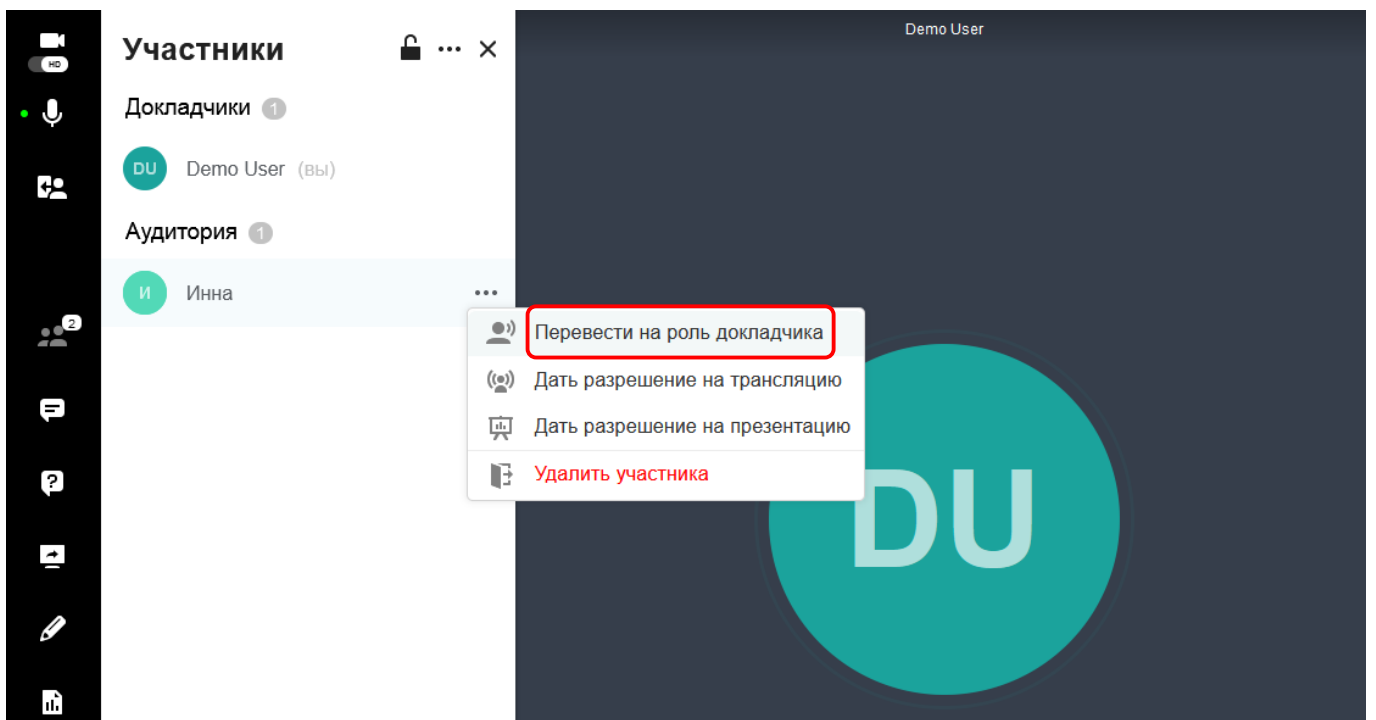 Demo User
HD
Участники
Докладчики 1
DU Demo User (вы)
Аудитория 1
И Инна
2
Перевести на роль докладчика
Дать разрешение на трансляцию
Дать разрешение на презентацию
Удалить участника
DU